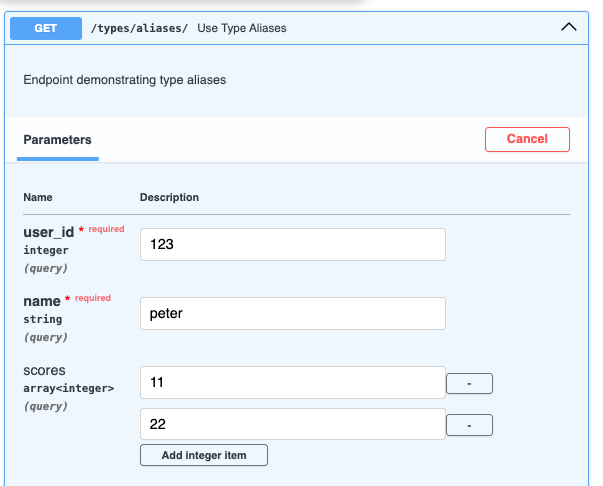 GET /types/aliases/ Use Type Aliases
Endpoint demonstrating type aliases
Parameters Cancel
Name Description
user_id * required
integer
(query)
123
name * required
string
(query)
peter
scores
array<integer>
(query)
11 -
22 -
Add integer item